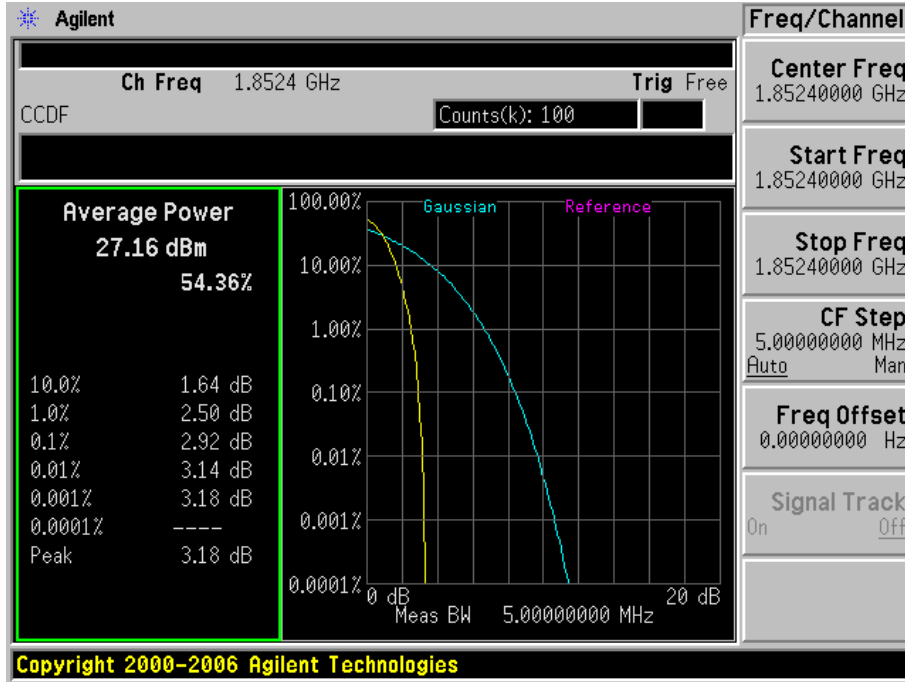 Agilent
Freq/Channel
Ch Freq 1.8524 GHz Trig Free
CCDF Counts(k): 100
Center Freq
1.85240000 GHz
Start Freq
1.85240000 GHz
Stop Freq
1.85240000 GHz
CF Step
5.00000000 MHz
Auto Man
Freq Offset
0.00000000 Hz
Signal Track
On Off
Average Power
27.16 dBm
54.36%
10.0% 1.64 dB
1.0% 2.50 dB
0.1% 2.92 dB
0.01% 3.14 dB
0.001% 3.18 dB
0.0001% ----
Peak 3.18 dB
Gaussian Reference
100.00%
10.00%
1.00%
0.10%
0.01%
0.001%
0.0001%
0 dB 20 dB
Meas BW 5.00000000 MHz
Copyright 2000-2006 Agilent Technologies